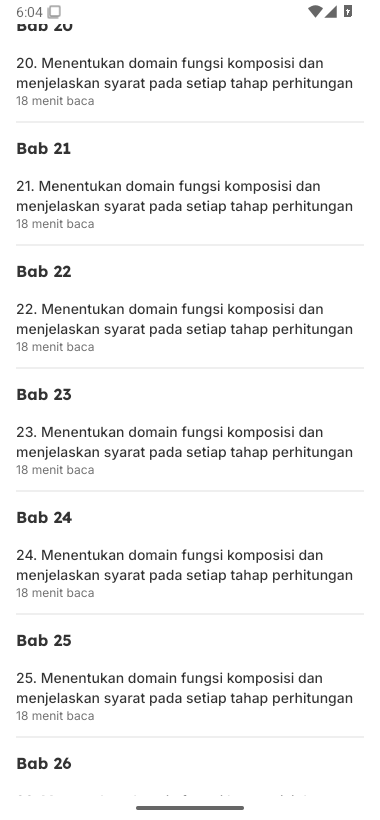 6:04
Bab 20
20. Menentukan domain fungsi komposisi dan
menjelaskan syarat pada setiap tahap perhitungan
18 menit baca
Bab 21
21. Menentukan domain fungsi komposisi dan
menjelaskan syarat pada setiap tahap perhitungan
18 menit baca
Bab 22
22. Menentukan domain fungsi komposisi dan
menjelaskan syarat pada setiap tahap perhitungan
18 menit baca
Bab 23
23. Menentukan domain fungsi komposisi dan
menjelaskan syarat pada setiap tahap perhitungan
18 menit baca
Bab 24
24. Menentukan domain fungsi komposisi dan
menjelaskan syarat pada setiap tahap perhitungan
18 menit baca
Bab 25
25. Menentukan domain fungsi komposisi dan
menjelaskan syarat pada setiap tahap perhitungan
18 menit baca
Bab 26